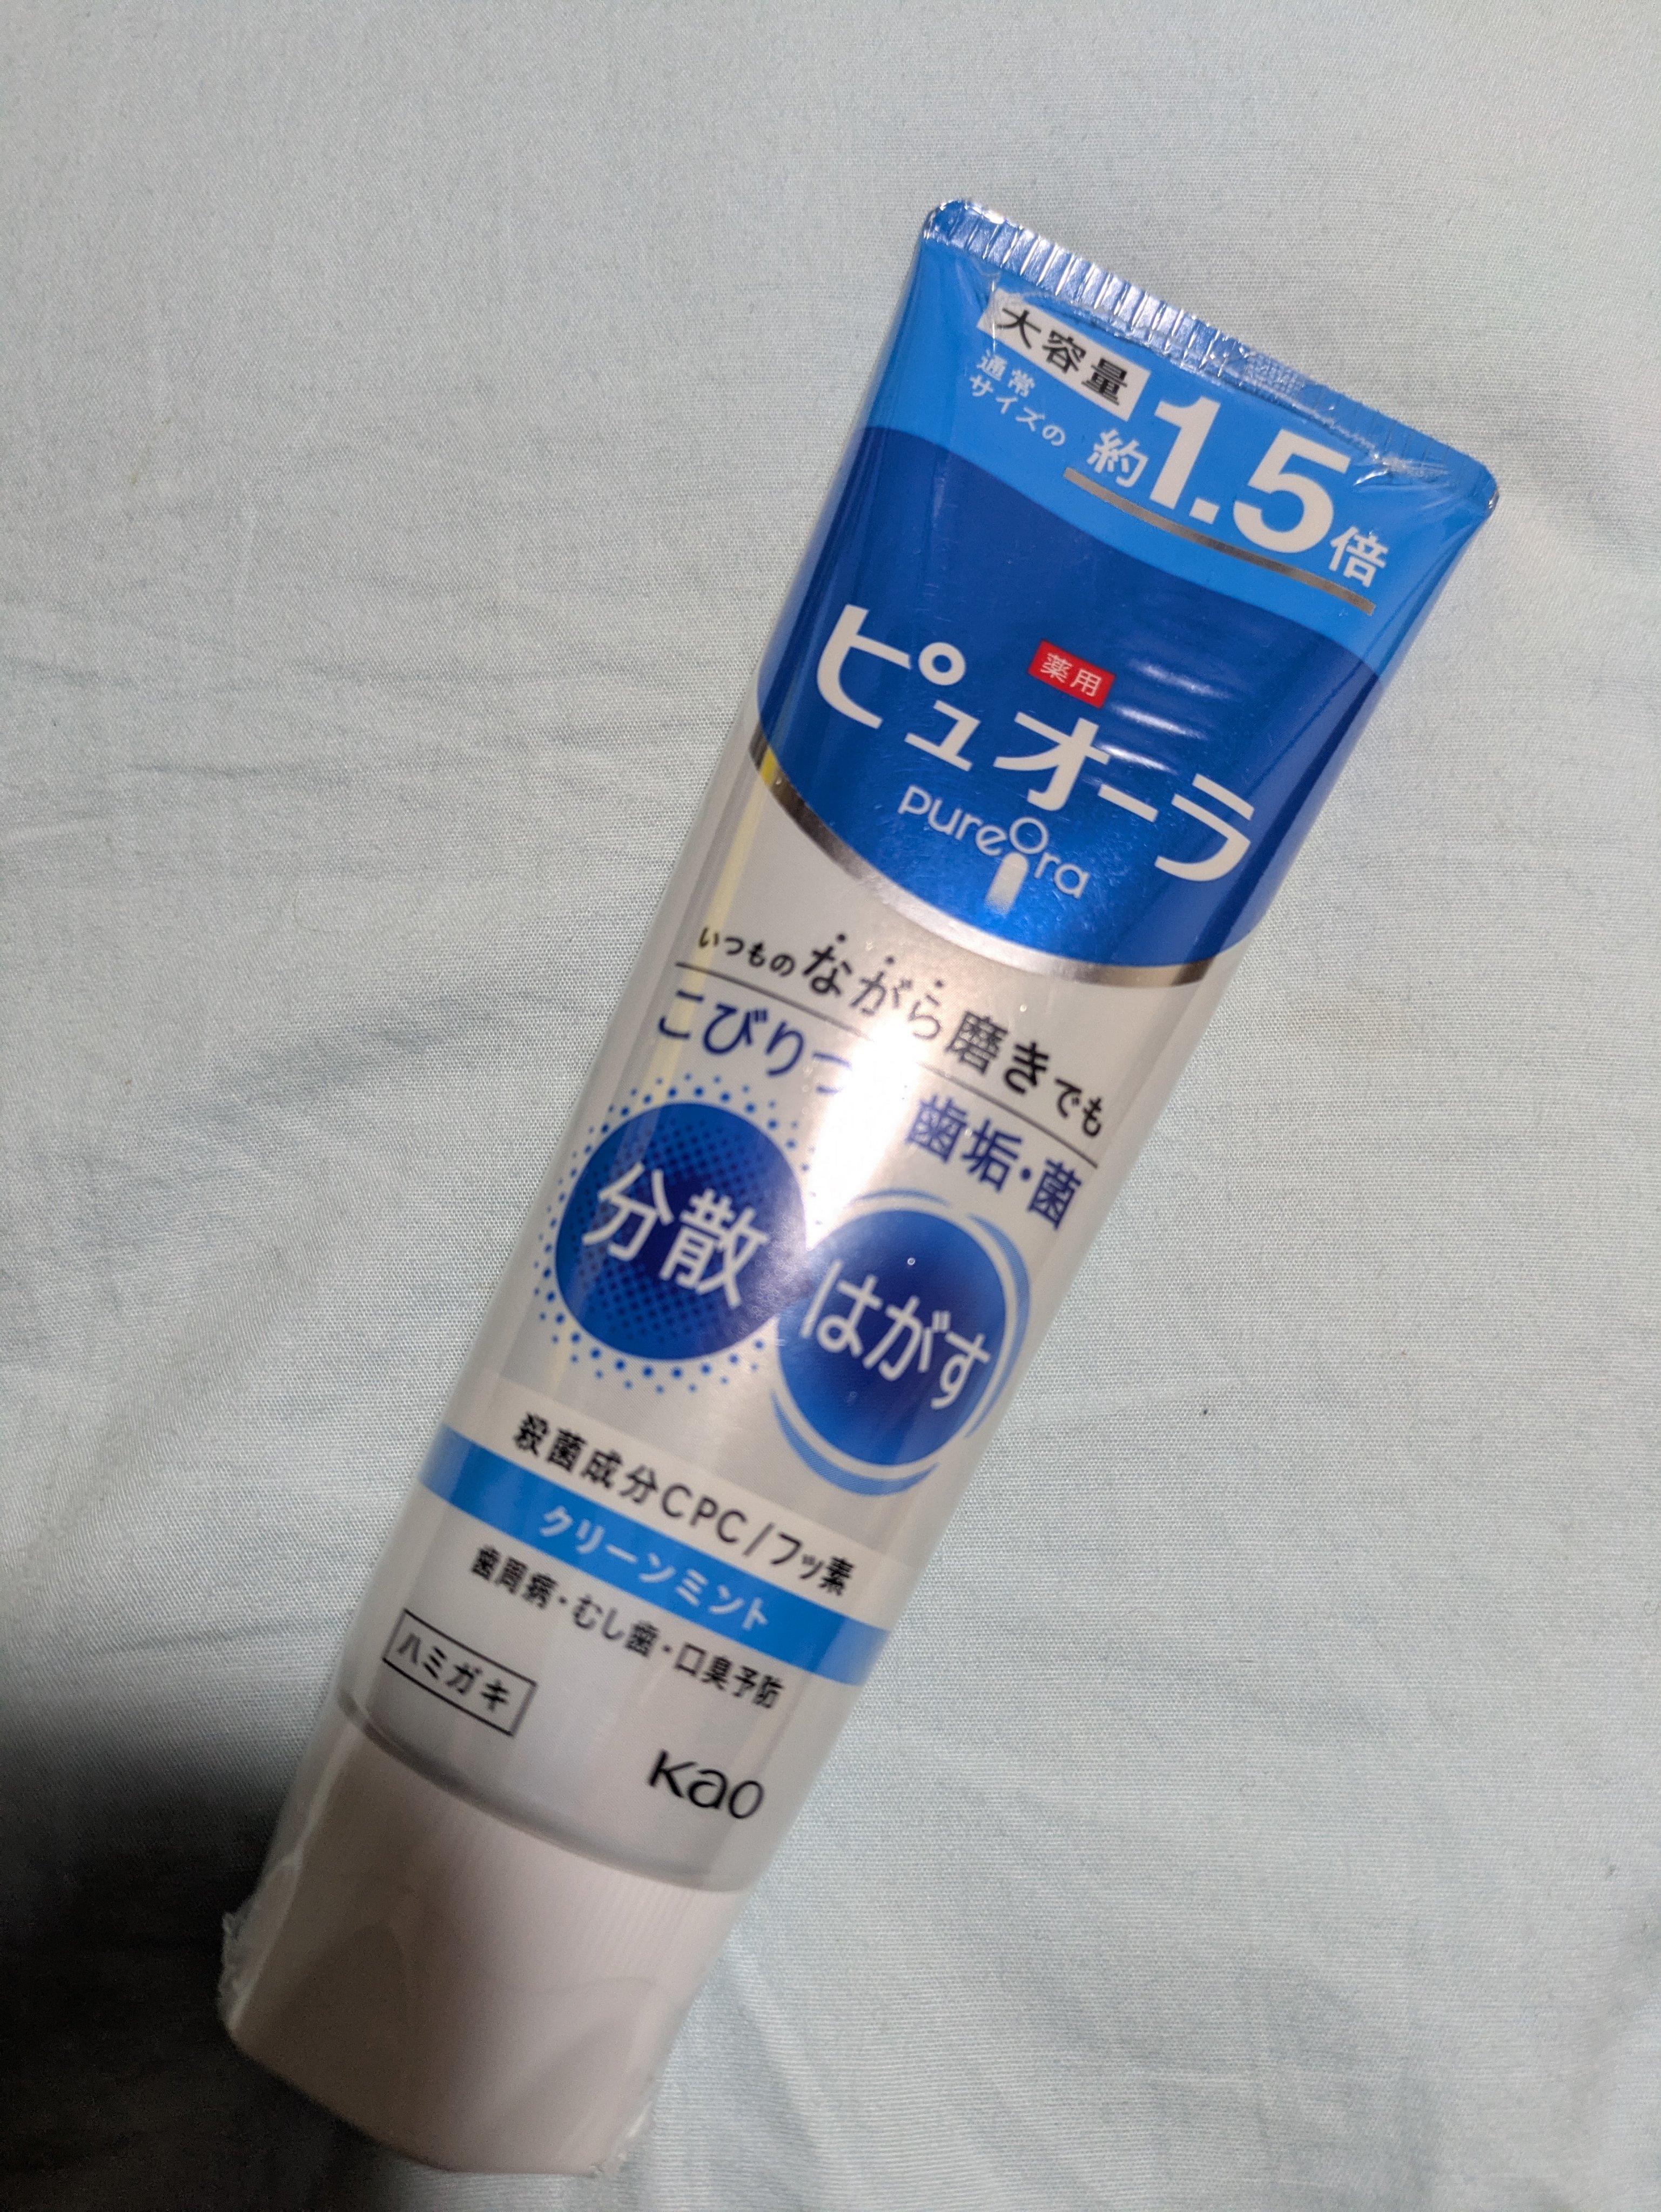 大容量
通常
サイズの
約1.5倍
薬用
ピュオーラ
pureora
いつものながら磨きでも
こびりつ 歯垢・菌
分散
はがす
殺菌成分CPC/フッ素
クリーンミント
歯周病・むし歯・口臭予防
ハミガキ
Kao